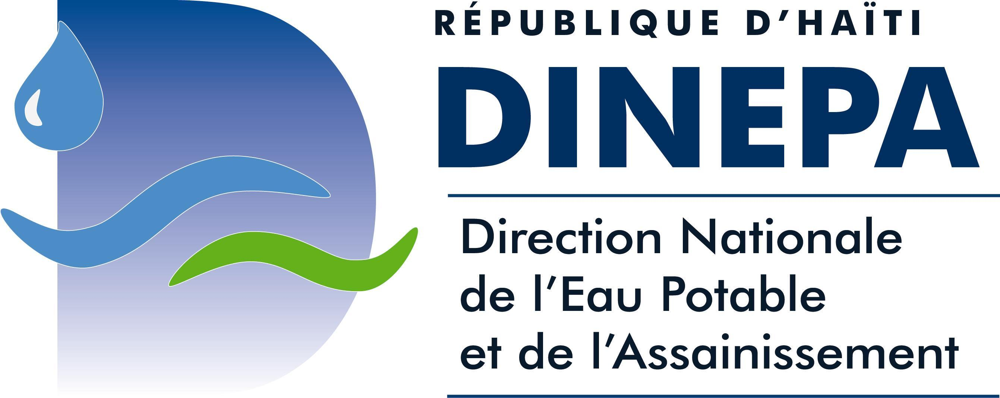 RÉPUBLIQUE D’HAÏTI
DINEPA
Direction Nationale
de l’Eau Potable
et de l’Assainissement